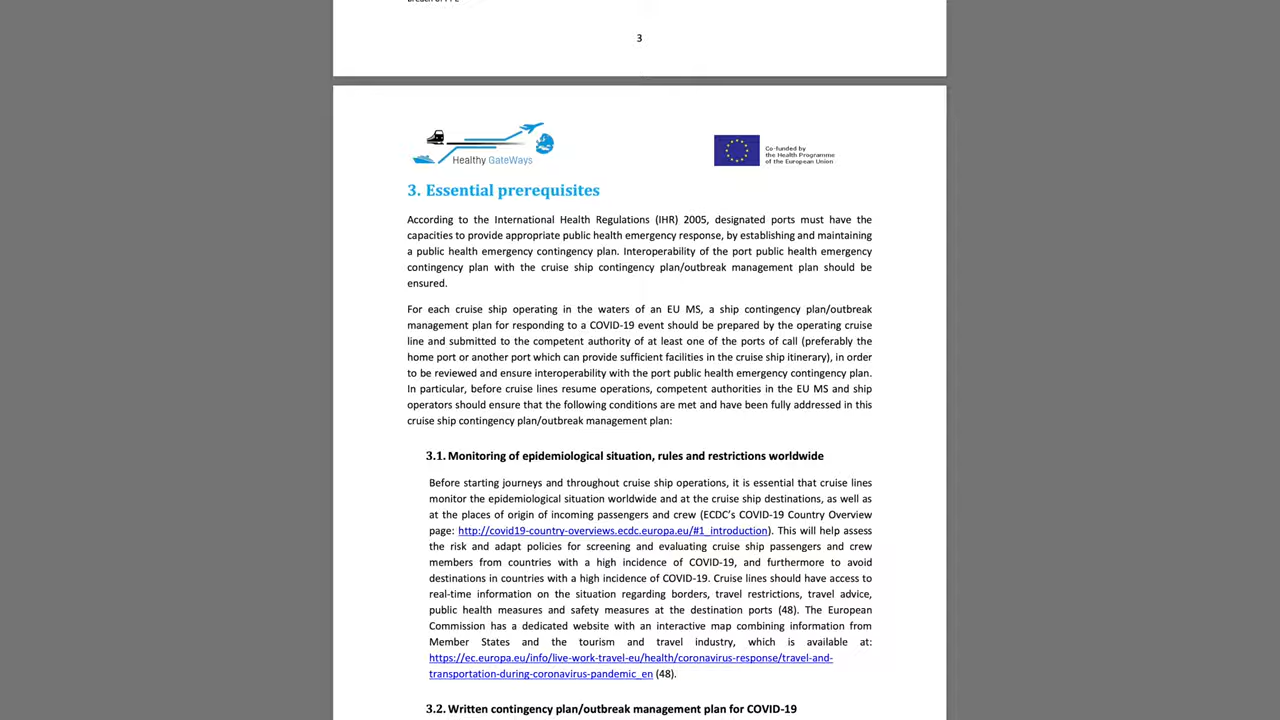 3
Healthy GateWays
Co-funded by
the Health Programme
of the European Union
3. Essential prerequisites
According to the International Health Regulations (IHR) 2005, designated ports must have the
capacities to provide appropriate public health emergency response, by establishing and maintaining
a public health emergency contingency plan. Interoperability of the port public health emergency
contingency plan with the cruise ship contingency plan/outbreak management plan should be
ensured.
For each cruise ship operating in the waters of an EU MS, a ship contingency plan/outbreak
management plan for responding to a COVID-19 event should be prepared by the operating cruise
line and submitted to the competent authority of at least one of the ports of call (preferably the
home port or another port which can provide sufficient facilities in the cruise ship itinerary), in order
to be reviewed and ensure interoperability with the port public health emergency contingency plan.
In particular, before cruise lines resume operations, competent authorities in the EU MS and ship
operators should ensure that the following conditions are met and have been fully addressed in this
cruise ship contingency plan/outbreak management plan:
3.1. Monitoring of epidemiological situation, rules and restrictions worldwide
Before starting journeys and throughout cruise ship operations, it is essential that cruise lines
monitor the epidemiological situation worldwide and at the cruise ship destinations, as well as
at the places of origin of incoming passengers and crew (ECDC’s COVID-19 Country Overview
page: http://covid19-country-overviews.ecdc.europa.eu/#1_introduction). This will help assess
the risk and adapt policies for screening and evaluating cruise ship passengers and crew
members from countries with a high incidence of COVID-19, and furthermore to avoid
destinations in countries with a high incidence of COVID-19. Cruise lines should have access to
real-time information on the situation regarding borders, travel restrictions, travel advice,
public health measures and safety measures at the destination ports (48). The European
Commission has a dedicated website with an interactive map combining information from
Member States and the tourism and travel industry, which is available at:
https://ec.europa.eu/info/live-work-travel-eu/health/coronavirus-response/travel-and-
transportation-during-coronavirus-pandemic_en (48).
3.2. Written contingency plan/outbreak management plan for COVID-19